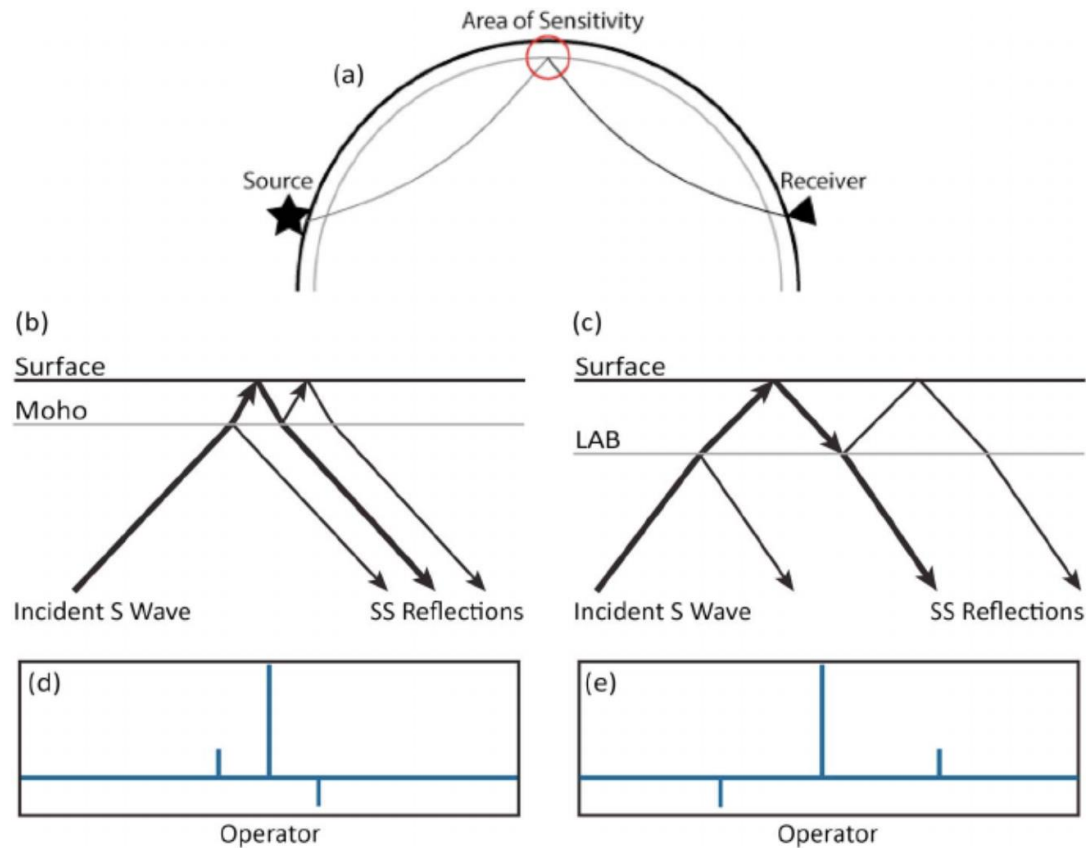 Area of Sensitivity
(a)
Source
Receiver
(b)
(c)
Surface
Surface
Moho
LAB
Incident S Wave
SS Reflections
Incident S Wave
SS Reflections
(d)
(e)
Operator
Operator